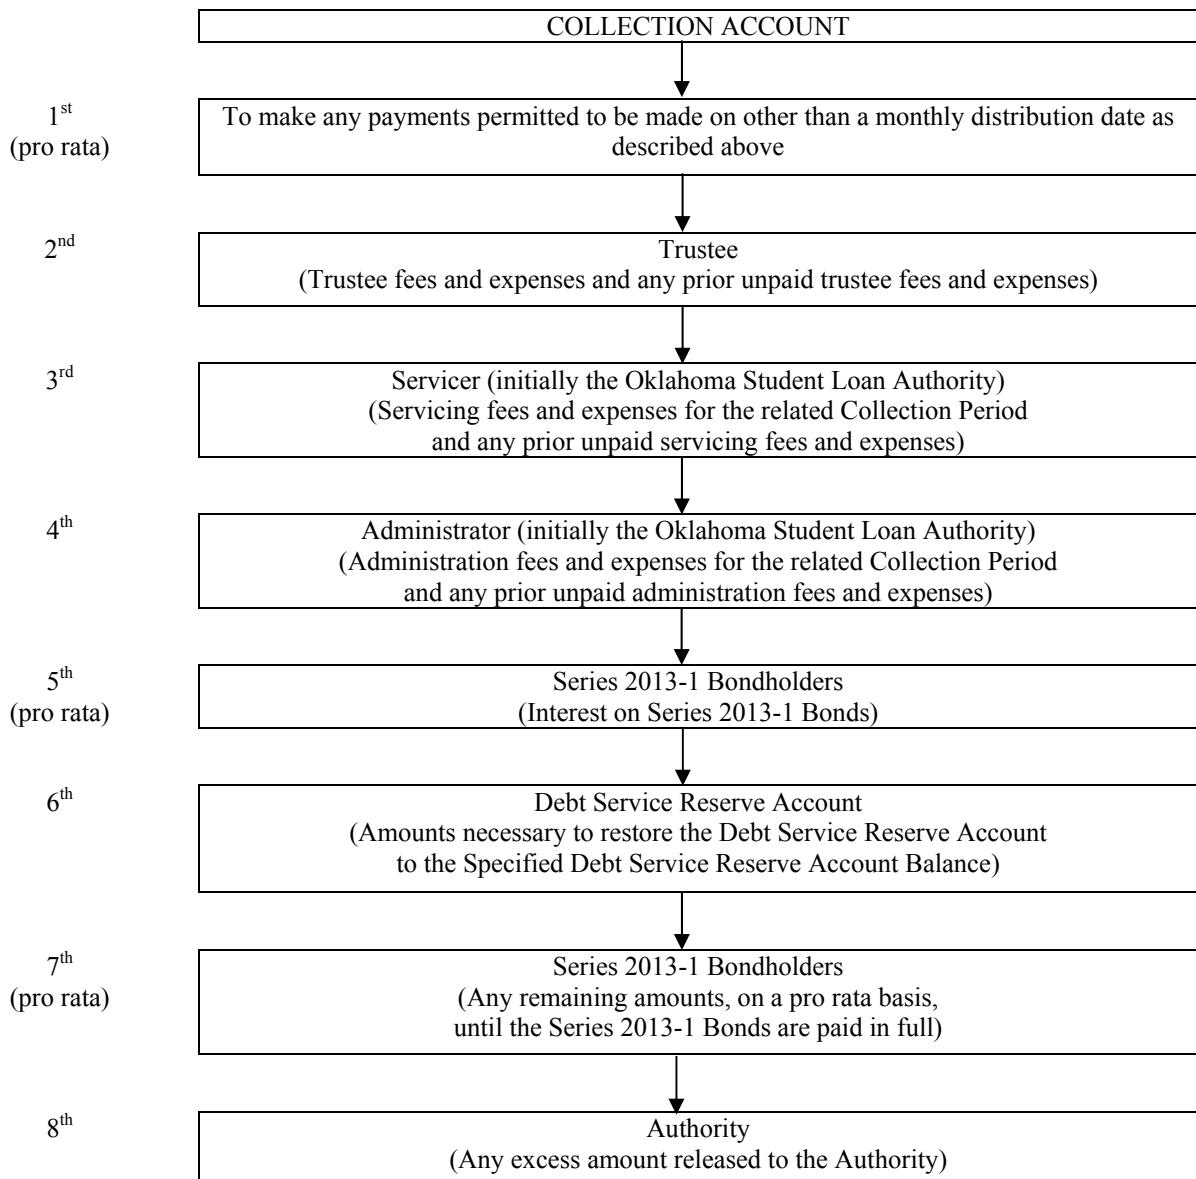 COLLECTION ACCOUNT
1st
(pro rata)
To make any payments permitted to be made on other than a monthly distribution date as
described above
2nd
Trustee
(Trustee fees and expenses and any prior unpaid trustee fees and expenses)
3rd
Servicer (initially the Oklahoma Student Loan Authority)
(Servicing fees and expenses for the related Collection Period
and any prior unpaid servicing fees and expenses)
4th
Administrator (initially the Oklahoma Student Loan Authority)
(Administration fees and expenses for the related Collection Period
and any prior unpaid administration fees and expenses)
5th
(pro rata)
Series 2013-1 Bondholders
(Interest on Series 2013-1 Bonds)
6th
Debt Service Reserve Account
(Amounts necessary to restore the Debt Service Reserve Account
to the Specified Debt Service Reserve Account Balance)
7th
(pro rata)
Series 2013-1 Bondholders
(Any remaining amounts, on a pro rata basis,
until the Series 2013-1 Bonds are paid in full)
8th
Authority
(Any excess amount released to the Authority)